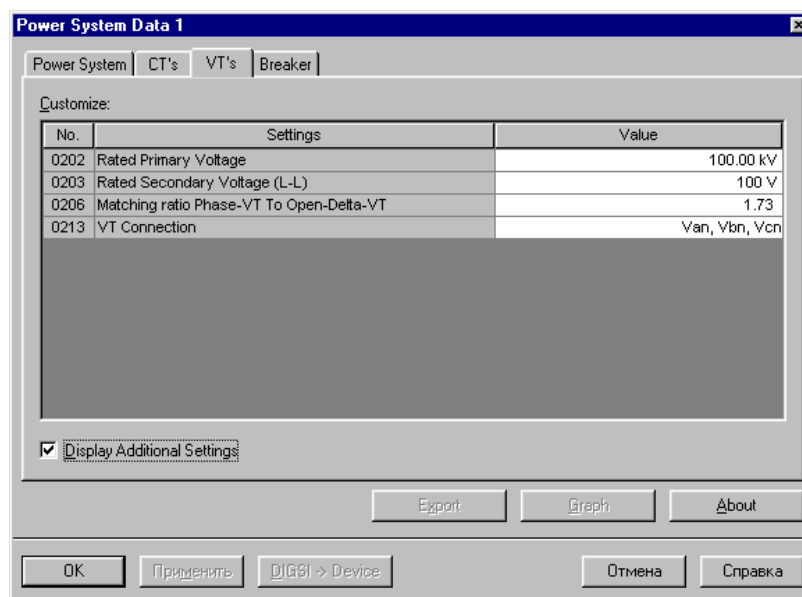 Power System Data 1
Power System CT's VT's Breaker
Customize:
No. Settings Value
0202 Rated Primary Voltage 100.00 kV
0203 Rated Secondary Voltage (L-L) 100 V
0206 Matching ratio Phase-VT To Open-Delta-VT 1.73
0213 VT Connection Van, Vbn, Vcn
Display Additional Settings
Export Graph About
OK Применить DIGSI -> Device Отмена Справка